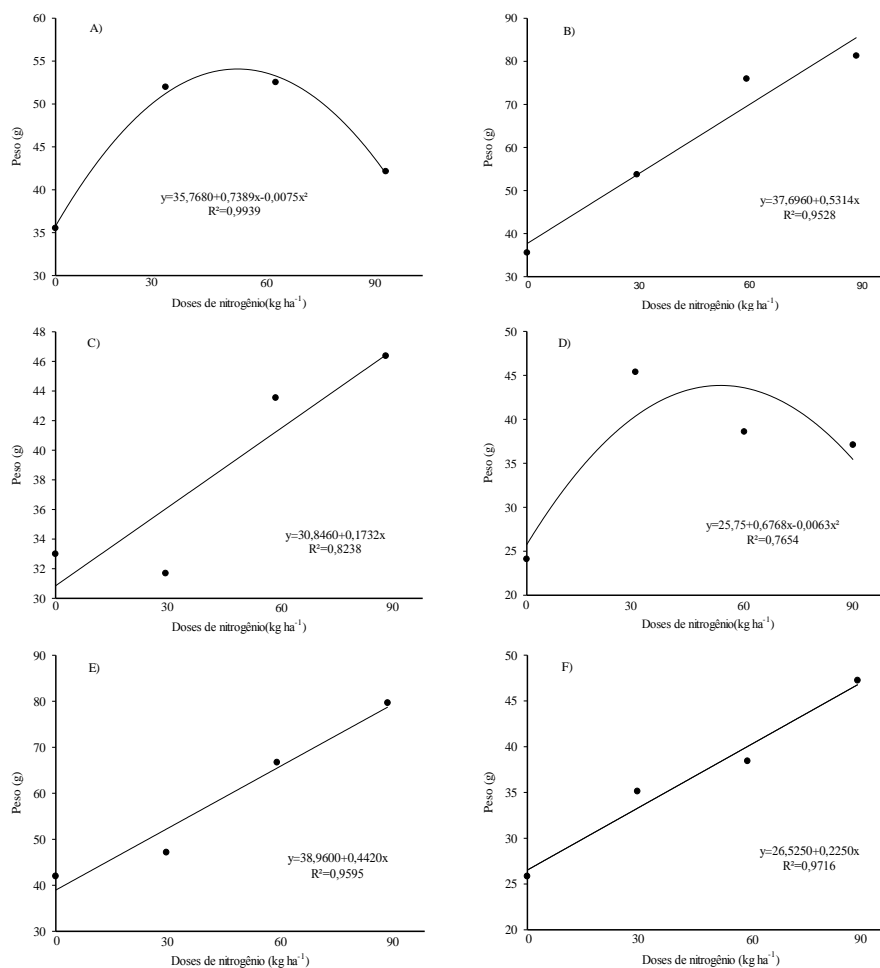 A)
Peso (g)
60
55
50
45
40
35
30
y=35,7680+0,7389x-0,0075x²
R²=0,9939
0 30 60 90
Doses de nitrogênio(kg ha⁻¹)
B)
Peso (g)
90
80
70
60
50
40
30
y=37,6960+0,5314x
R²=0,9528
0 30 60 90
Doses de nitrogênio (kg ha⁻¹)
C)
Peso (g)
48
46
44
42
40
38
36
34
32
30
y=30,8460+0,1732x
R²=0,8238
0 30 60 90
Doses de nitrogênio(kg ha⁻¹)
D)
Peso (g)
50
45
40
35
30
25
20
y=25,75+0,6768x-0,0063x²
R²=0,7654
0 30 60 90
Doses de nitrogênio(kg ha⁻¹)
E)
Peso (g)
90
80
70
60
50
40
30
y=38,9600+0,4420x
R²=0,9595
0 30 60 90
Doses de nitrogênio (kg ha⁻¹)
F)
Peso (g)
50
45
40
35
30
25
20
y=26,5250+0,2250x
R²=0,9716
0 30 60 90
Doses de nitrogênio (kg ha⁻¹)